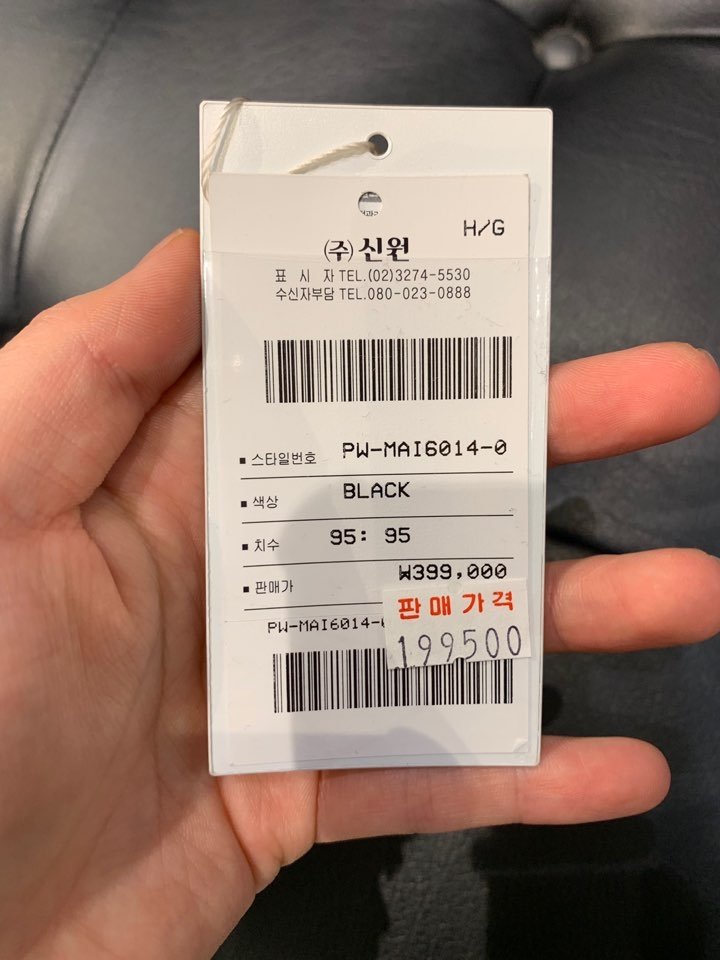 H/G
(주)신원
표 시 자 TEL.(02)3274-5530
수신자부담 TEL.080-023-0888
■ 스타일번호 PW-MAI6014-0
■ 색상 BLACK
■ 치수 95: 95
■ 판매가 ₩399,000
판매가격
PW-MAI6014-
199500